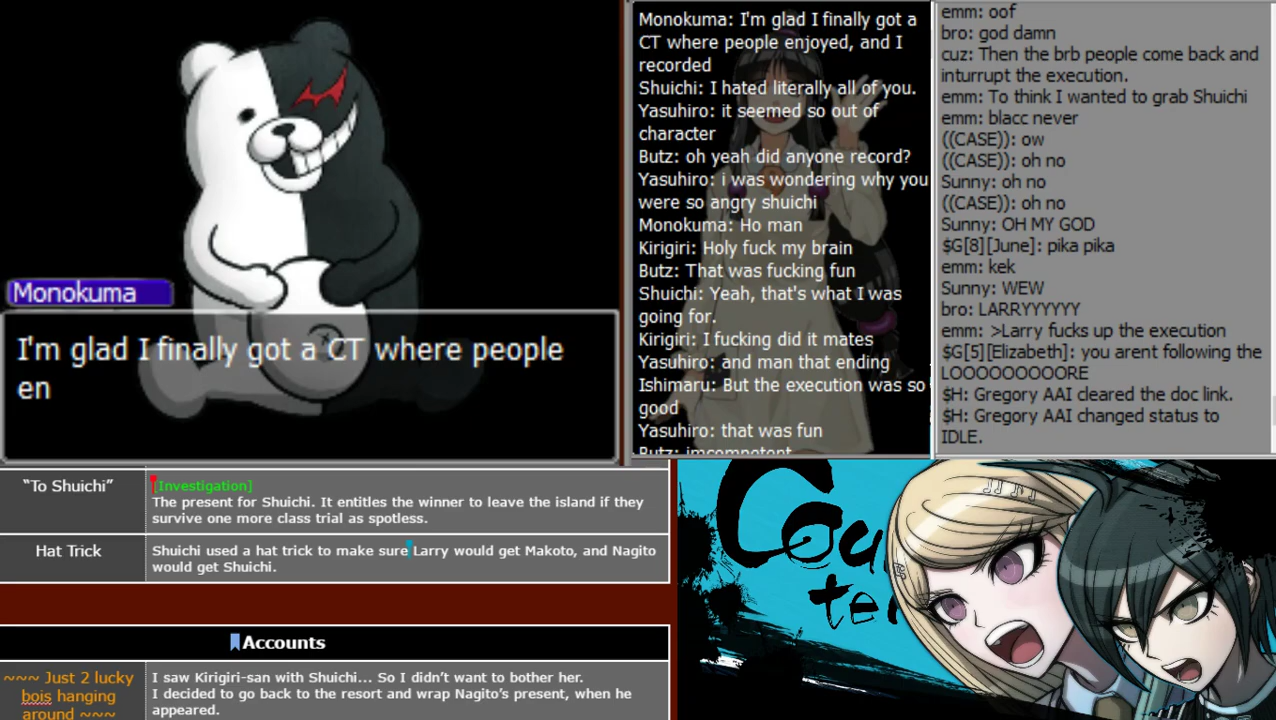 Monokuma
I'm glad I finally got a CT where people
en
Monokuma: I'm glad I finally got a
CT where people enjoyed, and I
recorded
Shuichi: I hated literally all of you.
Yasuhiro: it seemed so out of
character
Butz: oh yeah did anyone record?
Yasuhiro: i was wondering why you
were so angry shuichi
Monokuma: Ho man
Kirigiri: Holy fuck my brain
Butz: That was fucking fun
Shuichi: Yeah, that's what I was
going for.
Kirigiri: I fucking did it mates
Yasuhiro: and man that ending
Ishimaru: But the execution was so
good
Yasuhiro: that was fun
Butz: imcompetent
emm: oof
bro: god damn
cuz: Then the brb people come back and
inturrupt the execution.
emm: To think I wanted to grab Shuichi
emm: blacc never
((CASE)): ow
((CASE)): oh no
Sunny: oh no
((CASE)): oh no
Sunny: OH MY GOD
$G[8][June]: pika pika
emm: kek
Sunny: WEW
bro: LARRYYYYYY
emm: >Larry fucks up the execution
$G[5][Elizabeth]: you arent following the
LOOOOOOOOORE
$H: Gregory AAI cleared the doc link.
$H: Gregory AAI changed status to
IDLE.
“To Shuichi”
[Investigation]
The present for Shuichi. It entitles the winner to leave the island if they
survive one more class trial as spotless.
Hat Trick
Shuichi used a hat trick to make sure Larry would get Makoto, and Nagito
would get Shuichi.
Accounts
~~~ Just 2 lucky
bois hanging
around ~~~
I saw Kirigiri-san with Shuichi... So I didn’t want to bother her.
I decided to go back to the resort and wrap Nagito’s present, when he
appeared.
Cou
ter